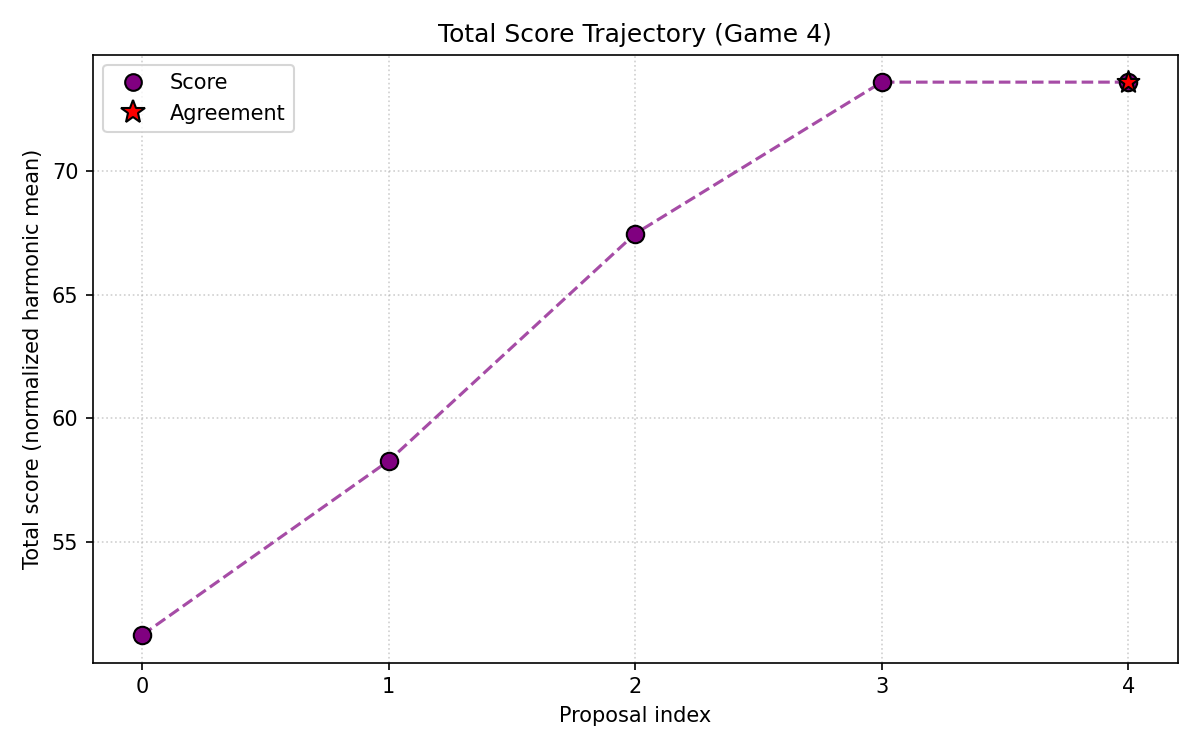 Total Score Trajectory (Game 4)
Score
Agreement
Total score (normalized harmonic mean)
70
65
60
55
0 1 2 3 4
Proposal index